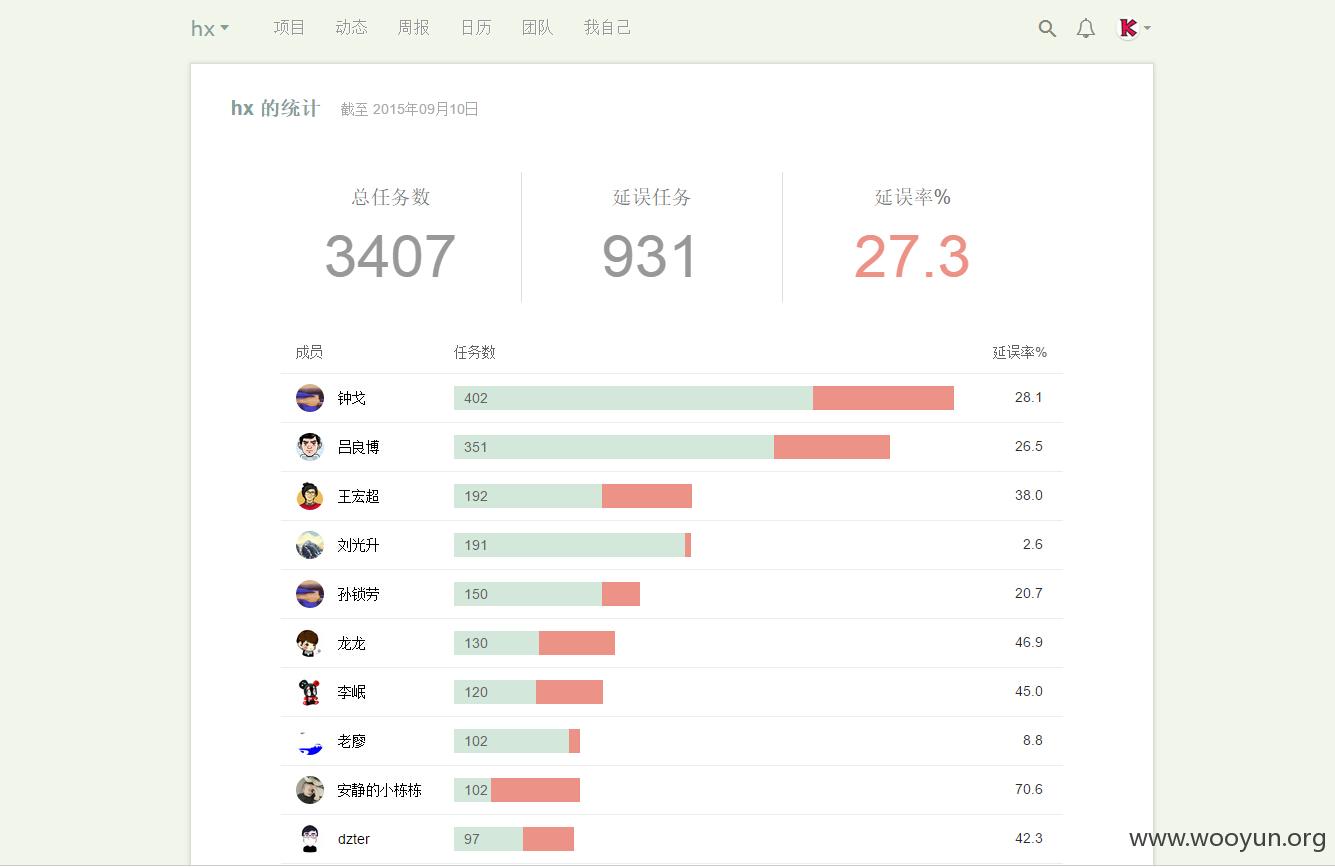 hx 项目 动态 周报 日历 团队 我自己
hx 的统计 截至 2015年09月10日
总任务数 延误任务 延误率%
3407 931 27.3
成员 任务数 延误率%
钟戈 402 28.1
吕良博 351 26.5
王宏超 192 38.0
刘光升 191 2.6
孙锁劳 150 20.7
龙龙 130 46.9
李岷 120 45.0
老廖 102 8.8
安静的小栋栋 102 70.6
dzter 97 42.3
www.wooyun.org